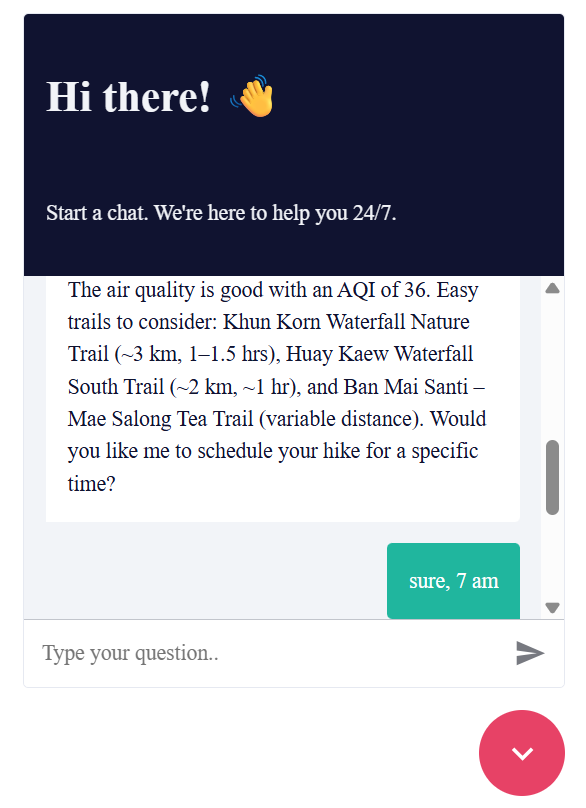 Hi there! 👋
Start a chat. We're here to help you 24/7.
The air quality is good with an AQI of 36. Easy
trails to consider: Khun Korn Waterfall Nature
Trail (~3 km, 1–1.5 hrs), Huay Kaew Waterfall
South Trail (~2 km, ~1 hr), and Ban Mai Santi –
Mae Salong Tea Trail (variable distance). Would
you like me to schedule your hike for a specific
time?
sure, 7 am
Type your question..